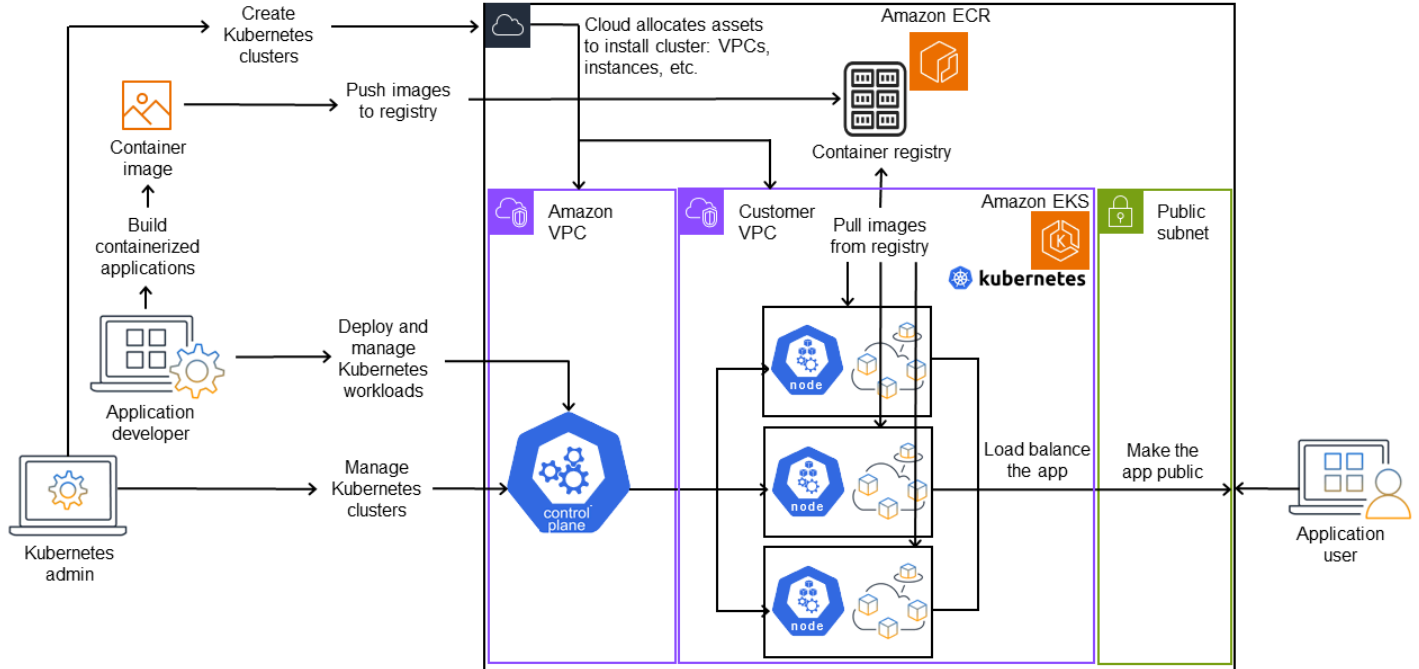 Create
Kubernetes
clusters
Cloud allocates assets
to install cluster: VPCs,
instances, etc.
Amazon ECR
Push images
to registry
Container
image
Container registry
Build
containerized
applications
Amazon
VPC
Customer
VPC
Pull images
from registry
Amazon EKS
K
kubernetes
Public
subnet
Deploy and
manage
Kubernetes
workloads
Application
developer
node
Manage
Kubernetes
clusters
control
plane
node
Load balance
the app
Make the
app public
Kubernetes
admin
Application
user
node